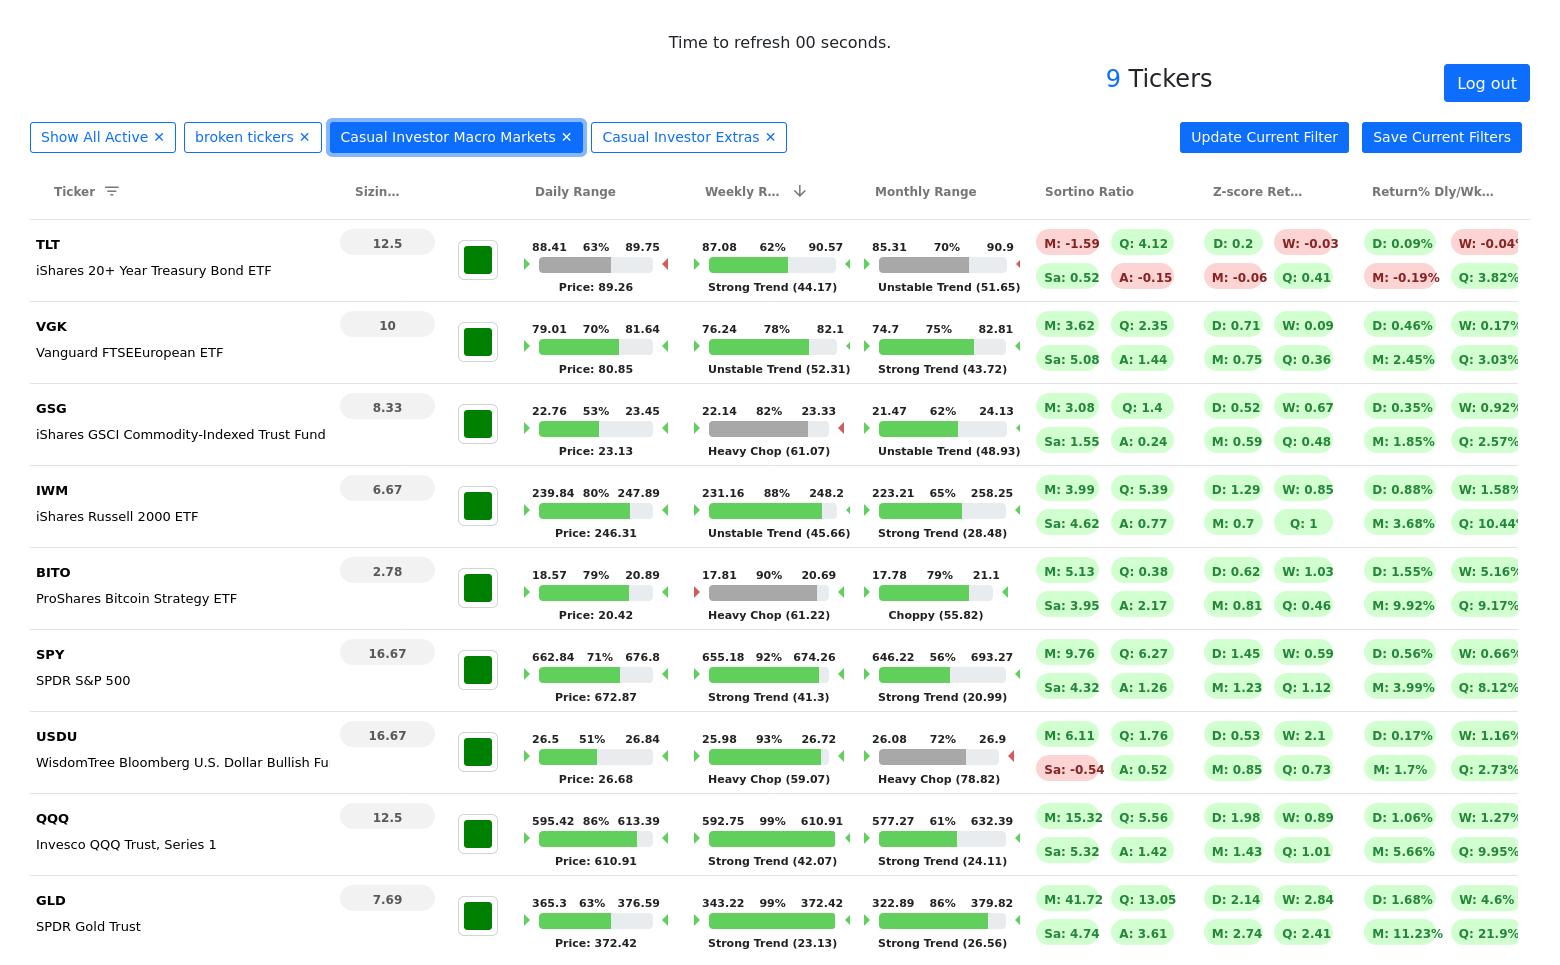 Time to refresh 00 seconds.
9 Tickers
Log out
Show All Active ✕ broken tickers ✕ Casual Investor Macro Markets ✕ Casual Investor Extras ✕ Update Current Filter Save Current Filters
Ticker Sizin… Daily Range Weekly R… Monthly Range Sortino Ratio Z-score Ret… Return% Dly/Wk…
TLT 12.5 88.41 63% 89.75 87.08 62% 90.57 85.31 70% 90.9 M: -1.59 Q: 4.12 D: 0.2 W: -0.03 D: 0.09% W: -0.04%
iShares 20+ Year Treasury Bond ETF Sa: 0.52 A: -0.15 M: -0.06 Q: 0.41 M: -0.19% Q: 3.82%
Price: 89.26 Strong Trend (44.17) Unstable Trend (51.65)
VGK 10 79.01 70% 81.64 76.24 78% 82.1 74.7 75% 82.81 M: 3.62 Q: 2.35 D: 0.71 W: 0.09 D: 0.46% W: 0.17%
Vanguard FTSEEuropean ETF Sa: 5.08 A: 1.44 M: 0.75 Q: 0.36 M: 2.45% Q: 3.03%
Price: 80.85 Unstable Trend (52.31) Strong Trend (43.72)
GSG 8.33 22.76 53% 23.45 22.14 82% 23.33 21.47 62% 24.13 M: 3.08 Q: 1.4 D: 0.52 W: 0.67 D: 0.35% W: 0.92%
iShares GSCI Commodity-Indexed Trust Fund Sa: 1.55 A: 0.24 M: 0.59 Q: 0.48 M: 1.85% Q: 2.57%
Price: 23.13 Heavy Chop (61.07) Unstable Trend (48.93)
IWM 6.67 239.84 80% 247.89 231.16 88% 248.2 223.21 65% 258.25 M: 3.99 Q: 5.39 D: 1.29 W: 0.85 D: 0.88% W: 1.58%
iShares Russell 2000 ETF Sa: 4.62 A: 0.77 M: 0.7 Q: 1 M: 3.68% Q: 10.44%
Price: 246.31 Unstable Trend (45.66) Strong Trend (28.48)
BITO 2.78 18.57 79% 20.89 17.81 90% 20.69 17.78 79% 21.1 M: 5.13 Q: 0.38 D: 0.62 W: 1.03 D: 1.55% W: 5.16%
ProShares Bitcoin Strategy ETF Sa: 3.95 A: 2.17 M: 0.81 Q: 0.46 M: 9.92% Q: 9.17%
Price: 20.42 Heavy Chop (61.22) Choppy (55.82)
SPY 16.67 662.84 71% 676.8 655.18 92% 674.26 646.22 56% 693.27 M: 9.76 Q: 6.27 D: 1.45 W: 0.59 D: 0.56% W: 0.66%
SPDR S&P 500 Sa: 4.32 A: 1.26 M: 1.23 Q: 1.12 M: 3.99% Q: 8.12%
Price: 672.87 Strong Trend (41.3) Strong Trend (20.99)
USDU 16.67 26.5 51% 26.84 25.98 93% 26.72 26.08 72% 26.9 M: 6.11 Q: 1.76 D: 0.53 W: 2.1 D: 0.17% W: 1.16%
WisdomTree Bloomberg U.S. Dollar Bullish Fu Sa: -0.54 A: 0.52 M: 0.85 Q: 0.73 M: 1.7% Q: 2.73%
Price: 26.68 Heavy Chop (59.07) Heavy Chop (78.82)
QQQ 12.5 595.42 86% 613.39 592.75 99% 610.91 577.27 61% 632.39 M: 15.32 Q: 5.56 D: 1.98 W: 0.89 D: 1.06% W: 1.27%
Invesco QQQ Trust, Series 1 Sa: 5.32 A: 1.42 M: 1.43 Q: 1.01 M: 5.66% Q: 9.95%
Price: 610.91 Strong Trend (42.07) Strong Trend (24.11)
GLD 7.69 365.3 63% 376.59 343.22 99% 372.42 322.89 86% 379.82 M: 41.72 Q: 13.05 D: 2.14 W: 2.84 D: 1.68% W: 4.6%
SPDR Gold Trust Sa: 4.74 A: 3.61 M: 2.74 Q: 2.41 M: 11.23% Q: 21.9%
Price: 372.42 Strong Trend (23.13) Strong Trend (26.56)